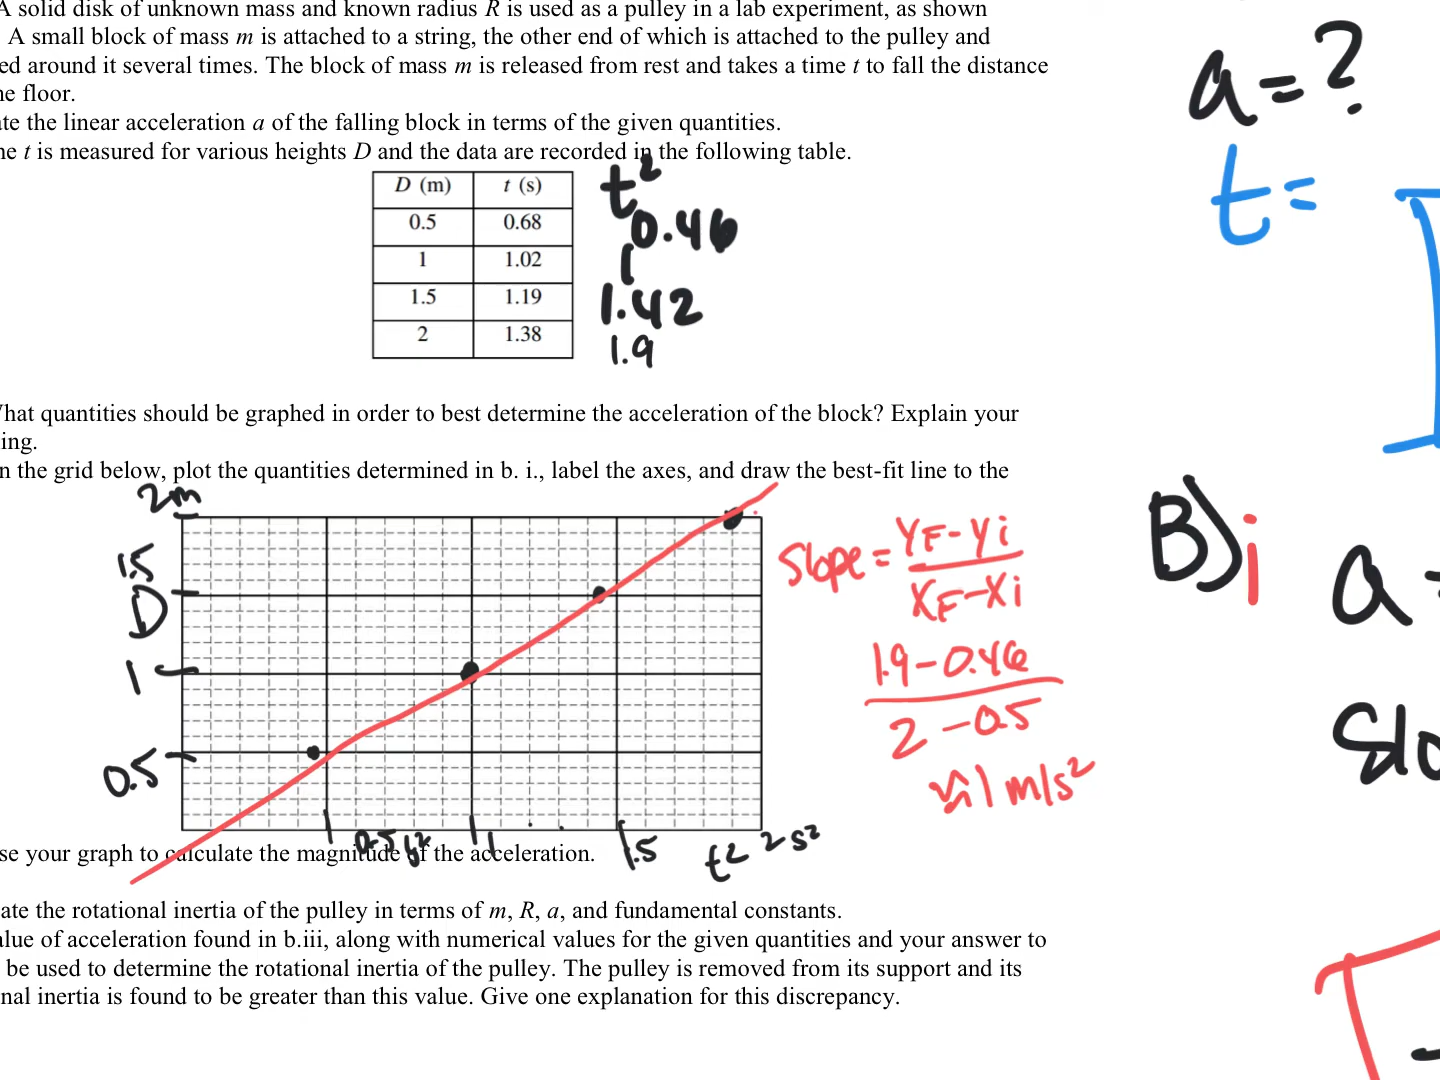 A solid disk of unknown mass and known radius R is used as a pulley in a lab experiment, as shown
A small block of mass m is attached to a string, the other end of which is attached to the pulley and
ed around it several times. The block of mass m is released from rest and takes a time t to fall the distance
he floor.
ate the linear acceleration a of the falling block in terms of the given quantities.
ne t is measured for various heights D and the data are recorded in the following table.
D (m) t (s) t²
0.5 0.68 0.46
1 1.02 1
1.5 1.19 1.42
2 1.38 1.9
a = ?
t =
What quantities should be graphed in order to best determine the acceleration of the block? Explain your
ing.
n the grid below, plot the quantities determined in b. i., label the axes, and draw the best-fit line to the
2m
1.5
D
1
0.5
0.5 1 1.5 t² 2 s²
Slope = YF - Yi
XF - Xi
1.9 - 0.46
2 - 0.5
≈ 1 m/s²
B) i
a =
Slo
se your graph to calculate the magnitude of the acceleration.
ate the rotational inertia of the pulley in terms of m, R, a, and fundamental constants.
alue of acceleration found in b.iii, along with numerical values for the given quantities and your answer to
be used to determine the rotational inertia of the pulley. The pulley is removed from its support and its
nal inertia is found to be greater than this value. Give one explanation for this discrepancy.